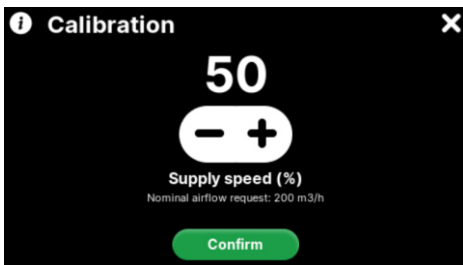 Calibration
50
Supply speed (%)
Nominal airflow request: 200 m3/h
Confirm